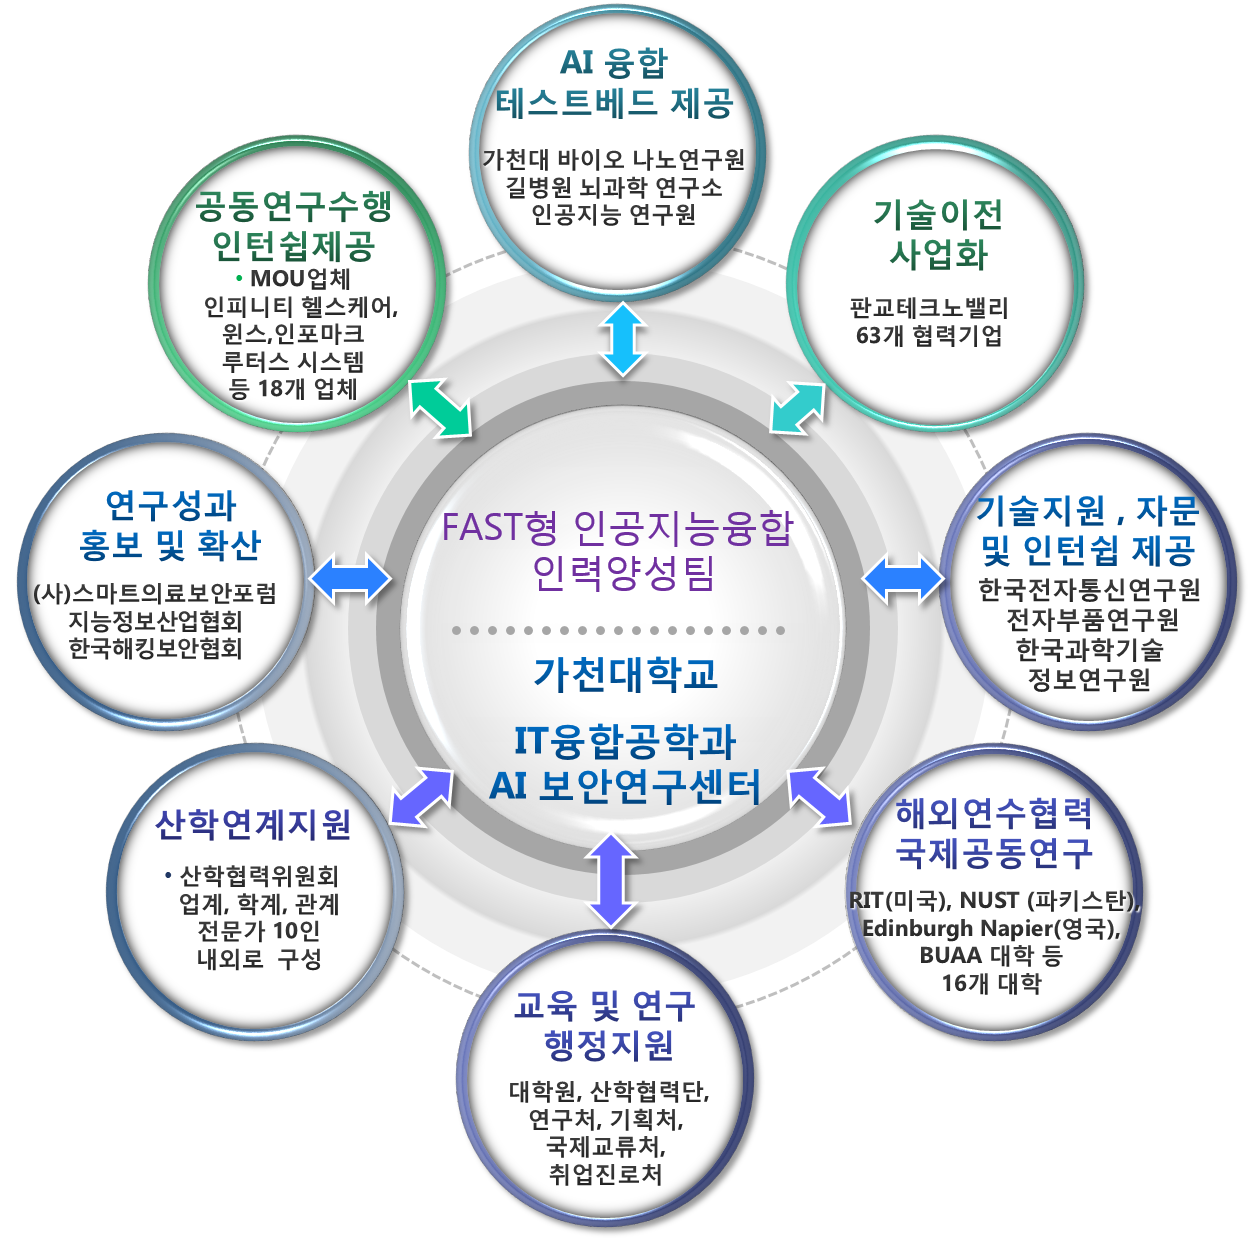 AI 융합
테스트베드 제공
가천대 바이오 나노연구원
길병원 뇌과학 연구소
인공지능 연구원
공동연구수행
인턴쉽제공
• MOU업체
인피니티 헬스케어,
윈스,인포마크
루터스 시스템
등 18개 업체
기술이전
사업화
판교테크노밸리
63개 협력기업
연구성과
홍보 및 확산
(사)스마트의료보안포럼
지능정보산업협회
한국해킹보안협회
FAST형 인공지능융합
인력양성팀
가천대학교
IT융합공학과
AI 보안연구센터
기술지원 , 자문
및 인턴쉽 제공
한국전자통신연구원
전자부품연구원
한국과학기술
정보연구원
산학연계지원
• 산학협력위원회
업계, 학계, 관계
전문가 10인
내외로 구성
해외연수협력
국제공동연구
RIT(미국), NUST (파키스탄),
Edinburgh Napier(영국),
BUAA 대학 등
16개 대학
교육 및 연구
행정지원
대학원, 산학협력단,
연구처, 기획처,
국제교류처,
취업진로처